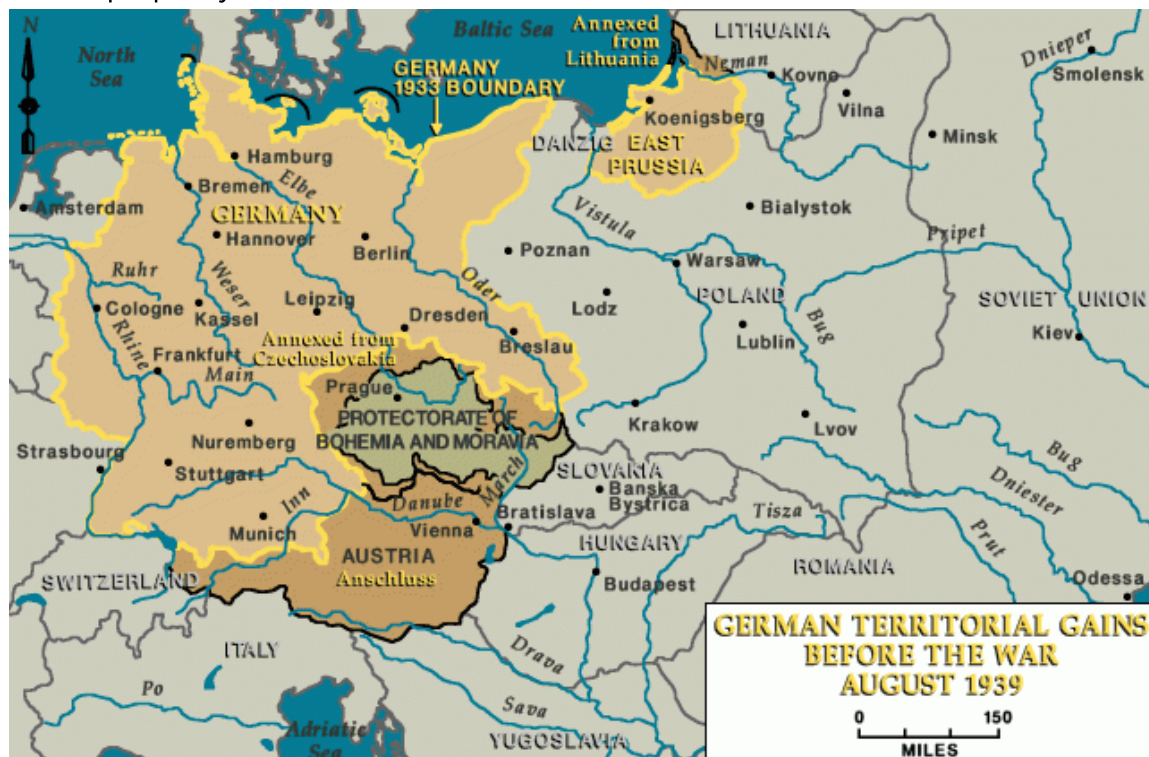 N
North
Sea
Baltic Sea
Annexed
from
Lithuania
LITHUANIA
Dnieper
Smolensk
Neman
Kovno
Vilna
GERMANY
1933 BOUNDARY
Koenigsberg
Minsk
DANZIG
EAST
PRUSSIA
Hamburg
Bremen
Elbe
Amsterdam
GERMANY
Hannover
Berlin
Bialystok
Vistula
Poznan
Pripet
Warsaw
Ruhr
Weser
Oder
Cologne
Kassel
Leipzig
Lodz
POLAND
SOVIET UNION
Dresden
Bug
Kiev
Rhine
Annexed from
Czechoslovakia
Breslau
Lublin
Frankfurt
Main
Prague
PROTECTORATE OF
BOHEMIA AND MORAVIA
Krakow
Lvov
Nuremberg
Strasbourg
Stuttgart
SLOVAKIA
Bug
March
Dniester
Inn
Danube
Banska
Bystrica
Munich
Vienna
Bratislava
Tisza
Prut
AUSTRIA
Anschluss
HUNGARY
ROMANIA
SWITZERLAND
Budapest
Odessa
ITALY
Drava
Po
Sava
Adriatic
Sea
YUGOSLAVIA
GERMAN TERRITORIAL GAINS
BEFORE THE WAR
AUGUST 1939
0 150
MILES